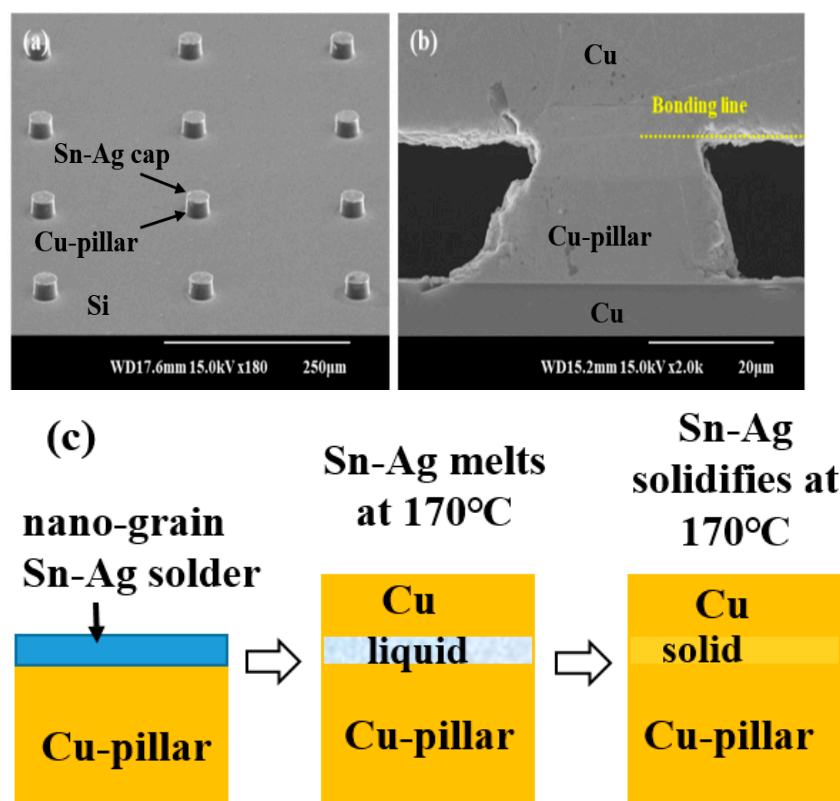 (a)
Sn-Ag cap
Cu-pillar
Si
WD17.6mm 15.0kV x180 250μm
(b)
Cu
Bonding line
Cu-pillar
Cu
WD15.2mm 15.0kV x2.0k 20μm
(c)
nano-grain
Sn-Ag solder
Cu-pillar
Sn-Ag melts
at 170℃
Cu
liquid
Cu-pillar
Sn-Ag
solidifies at
170℃
Cu
solid
Cu-pillar